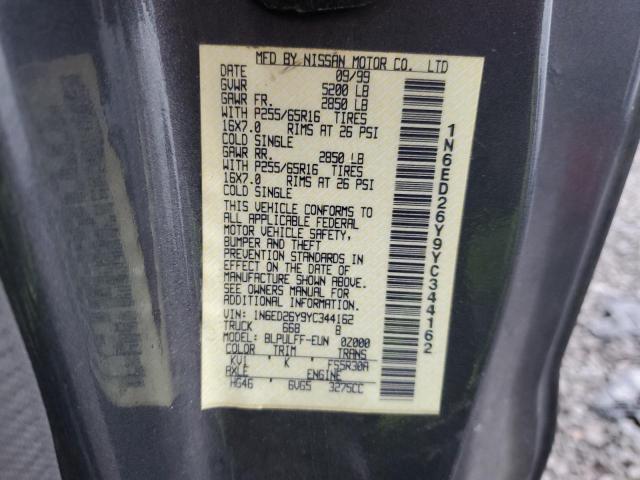 MFD BY NISSAN MOTOR CO. LTD
DATE 09/99
GVWR 5200 LB
GAWR FR. 2850 LB
WITH P255/65R16 TIRES
16X7.0 RIMS AT 26 PSI
COLD SINGLE
GAWR RR. 2850 LB
WITH P255/65R16 TIRES
16X7.0 RIMS AT 26 PSI
COLD SINGLE
THIS VEHICLE CONFORMS TO
ALL APPLICABLE FEDERAL
MOTOR VEHICLE SAFETY,
BUMPER AND THEFT
PREVENTION STANDARDS IN
EFFECT ON THE DATE OF
MANUFACTURE SHOWN ABOVE.
SEE OWNERS MANUAL FOR
ADDITIONAL INFORMATION.
VIN: 1N6ED26Y9YC344162
TRUCK 668 B
MODEL: BLPULFF-EUN 0Z000
COLOR TRIM TRANS
KV1 K FS5R30A
AXLE ENGINE
HG46 6V65 3275CC
1N6ED26Y9YC344162